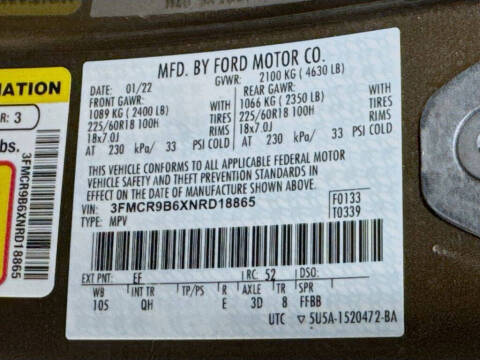 MFD. BY FORD MOTOR CO.
DATE: 01/22 GVWR: 2100 KG ( 4630 LB)
FRONT GAWR: REAR GAWR:
1089 KG ( 2400 LB) WITH 1066 KG ( 2350 LB) WITH
225/60R18 100H TIRES 225/60R18 100H TIRES
18x7.0J RIMS 18x7.0J RIMS
AT 230 kPa/ 33 PSI COLD AT 230 kPa/ 33 PSI COLD
THIS VEHICLE CONFORMS TO ALL APPLICABLE FEDERAL MOTOR
VEHICLE SAFETY AND THEFT PREVENTION STANDARDS IN
EFFECT ON THE DATE OF MANUFACTURE SHOWN ABOVE.
VIN: 3FMCR9B6XNRD18865 F0133
TYPE: MPV T0339
EXT PNT: EF RC: 52 DSO:
WB INT TR TP/PS R AXLE TR SPR
105 QH E 3D 8 FFBB
UTC ▽ 5U5A-1520472-BA
MATION
R: 3
bs.
3FMCR9B6XNRD18865